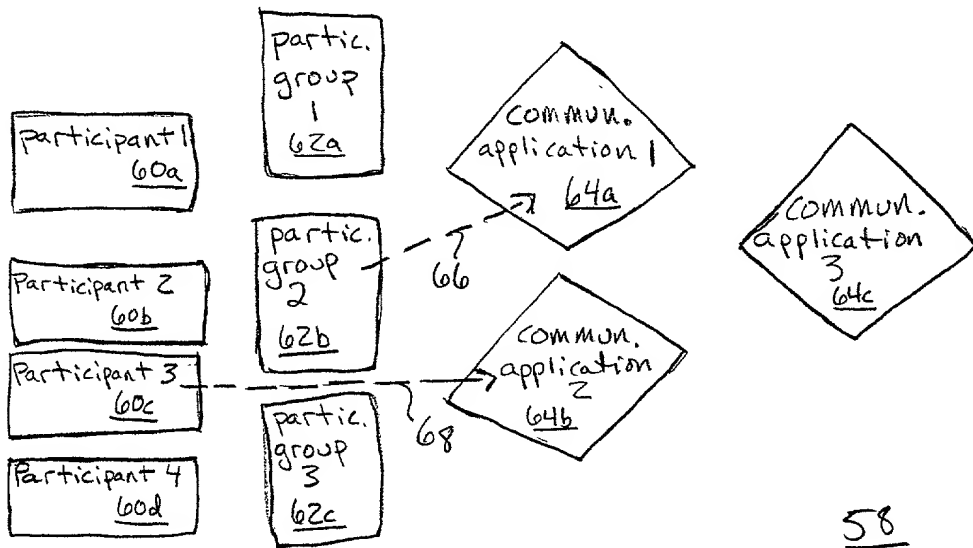 participant 1
60a
Participant 2
60b
Participant 3
60c
Participant 4
60d
partic.
group
1
62a
partic.
group
2
62b
partic.
group
3
62c
commun.
application 1
64a
66
commun.
application
2
64b
68
commun.
application
3
64c
58